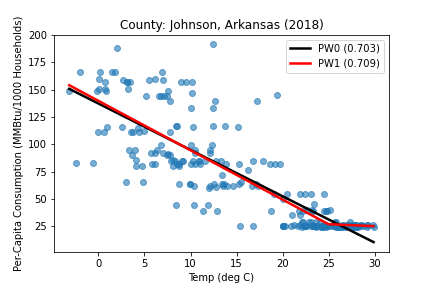 County: Johnson, Arkansas (2018)
Per-Capita Consumption (MMBtu/1000 Households)
200
175
150
125
100
75
50
25
PW0 (0.703)
PW1 (0.709)
0 5 10 15 20 25 30
Temp (deg C)